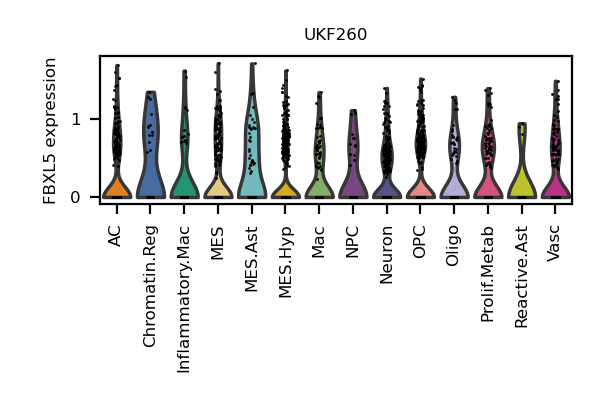 UKF260
FBXL5 expression
1
0
AC
Chromatin.Reg
Inflammatory.Mac
MES
MES.Ast
MES.Hyp
Mac
NPC
Neuron
OPC
Oligo
Prolif.Metab
Reactive.Ast
Vasc